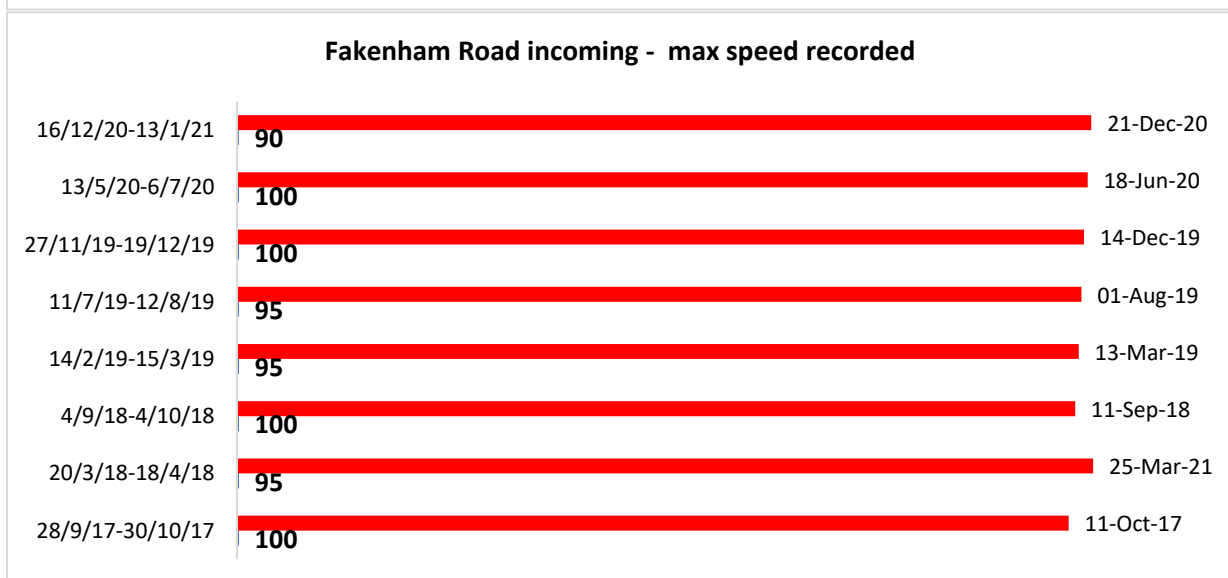 Fakenham Road incoming -  max speed recorded
16/12/20-13/1/21 90 21-Dec-20
13/5/20-6/7/20 100 18-Jun-20
27/11/19-19/12/19 100 14-Dec-19
11/7/19-12/8/19 95 01-Aug-19
14/2/19-15/3/19 95 13-Mar-19
4/9/18-4/10/18 100 11-Sep-18
20/3/18-18/4/18 95 25-Mar-21
28/9/17-30/10/17 100 11-Oct-17